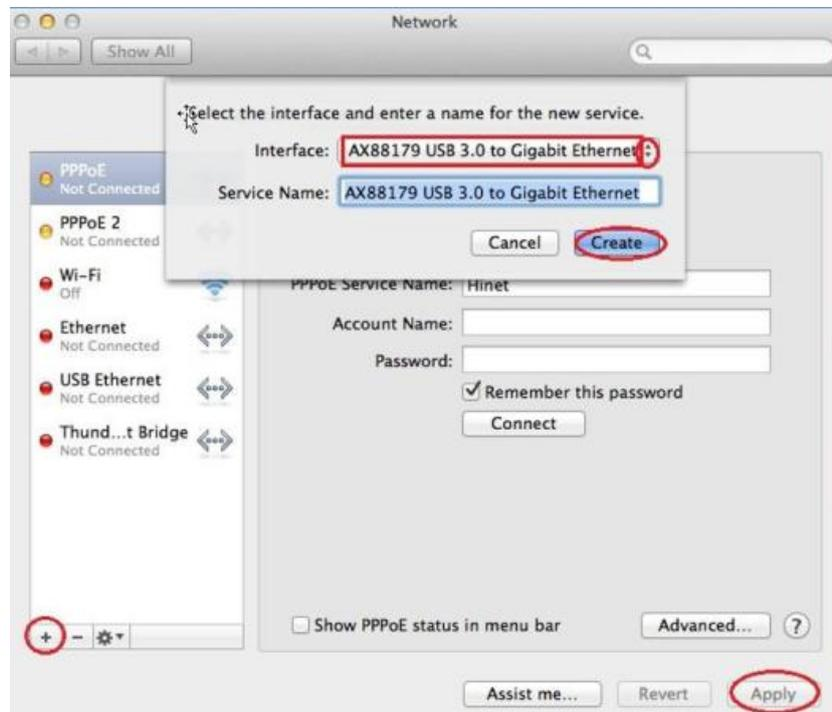 Network
Show All
Select the interface and enter a name for the new service.
Interface: AX88179 USB 3.0 to Gigabit Ethernet
Service Name: AX88179 USB 3.0 to Gigabit Ethernet
Cancel Create
PPPoE
Not Connected
PPPoE 2
Not Connected
Wi-Fi
Off
Ethernet
Not Connected
USB Ethernet
Not Connected
Thund...t Bridge
Not Connected
PPPoE Service Name: Hinet
Account Name:
Password:
Remember this password
Connect
+ −
Show PPPoE status in menu bar
Advanced... ?
Assist me... Revert Apply